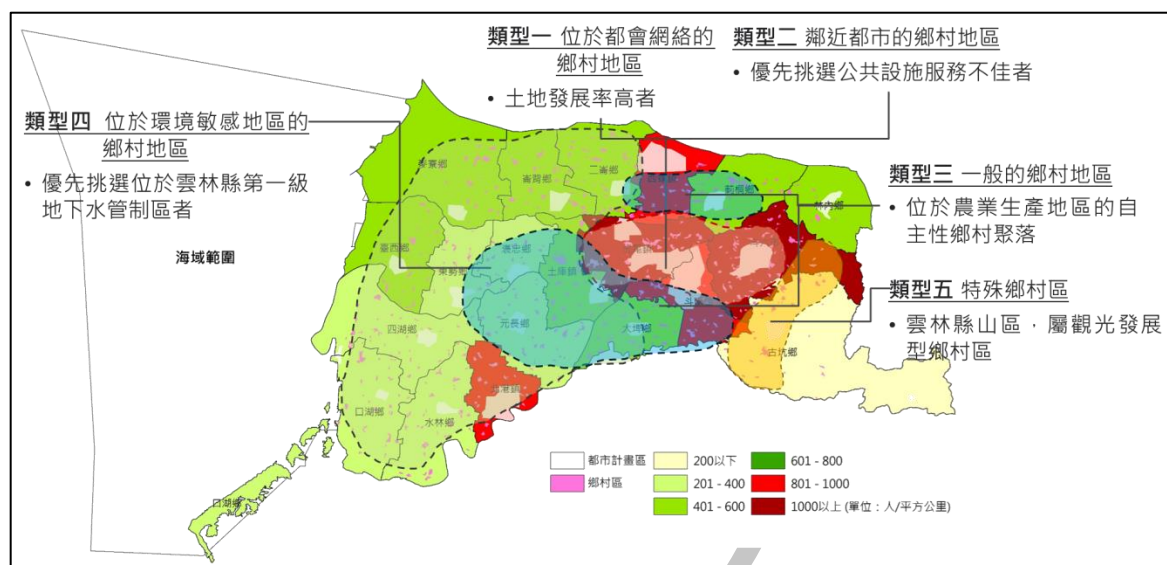 類型一 位於都會網絡的
鄉村地區
• 土地發展率高者
類型二 鄰近都市的鄉村地區
• 優先挑選公共設施服務不佳者
類型四 位於環境敏感地區的
鄉村地區
• 優先挑選位於雲林縣第一級
地下水管制區者
類型三 一般的鄉村地區
• 位於農業生產地區的自
主性鄉村聚落
類型五 特殊鄉村區
• 雲林縣山區，屬觀光發展
型鄉村區
海域範圍
麥寮鄉
崙背鄉
二崙鄉
莿桐鄉
林內鄉
臺西鄉
東勢鄉
褒忠鄉
土庫鎮
四湖鄉
元長鄉
大埤鄉
古坑鄉
北港鎮
口湖鄉
水林鄉
口湖鄉
都市計畫區
鄉村區
200以下
201 - 400
401 - 600
601 - 800
801 - 1000
1000以上 (單位：人/平方公里)